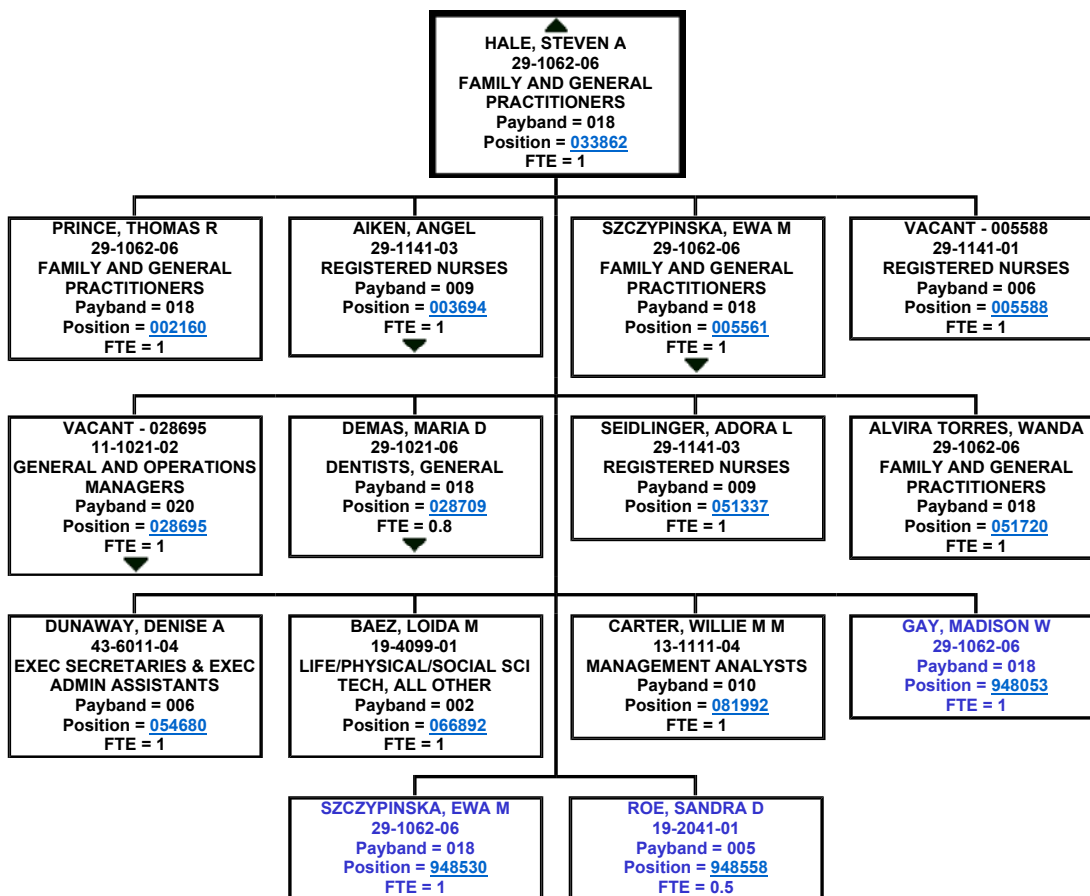 HALE, STEVEN A
29-1062-06
FAMILY AND GENERAL
PRACTITIONERS
Payband = 018
Position = 033862
FTE = 1
PRINCE, THOMAS R
29-1062-06
FAMILY AND GENERAL
PRACTITIONERS
Payband = 018
Position = 002160
FTE = 1
AIKEN, ANGEL
29-1141-03
REGISTERED NURSES
Payband = 009
Position = 003694
FTE = 1
SZCZYPINSKA, EWA M
29-1062-06
FAMILY AND GENERAL
PRACTITIONERS
Payband = 018
Position = 005561
FTE = 1
VACANT - 005588
29-1141-01
REGISTERED NURSES
Payband = 006
Position = 005588
FTE = 1
VACANT - 028695
11-1021-02
GENERAL AND OPERATIONS
MANAGERS
Payband = 020
Position = 028695
FTE = 1
DEMAS, MARIA D
29-1021-06
DENTISTS, GENERAL
Payband = 018
Position = 028709
FTE = 0.8
SEIDLINGER, ADORA L
29-1141-03
REGISTERED NURSES
Payband = 009
Position = 051337
FTE = 1
ALVIRA TORRES, WANDA
29-1062-06
FAMILY AND GENERAL
PRACTITIONERS
Payband = 018
Position = 051720
FTE = 1
DUNAWAY, DENISE A
43-6011-04
EXEC SECRETARIES & EXEC
ADMIN ASSISTANTS
Payband = 006
Position = 054680
FTE = 1
BAEZ, LOIDA M
19-4099-01
LIFE/PHYSICAL/SOCIAL SCI
TECH, ALL OTHER
Payband = 002
Position = 066892
FTE = 1
CARTER, WILLIE M M
13-1111-04
MANAGEMENT ANALYSTS
Payband = 010
Position = 081992
FTE = 1
GAY, MADISON W
29-1062-06
Payband = 018
Position = 948053
FTE = 1
SZCZYPINSKA, EWA M
29-1062-06
Payband = 018
Position = 948530
FTE = 1
ROE, SANDRA D
19-2041-01
Payband = 005
Position = 948558
FTE = 0.5